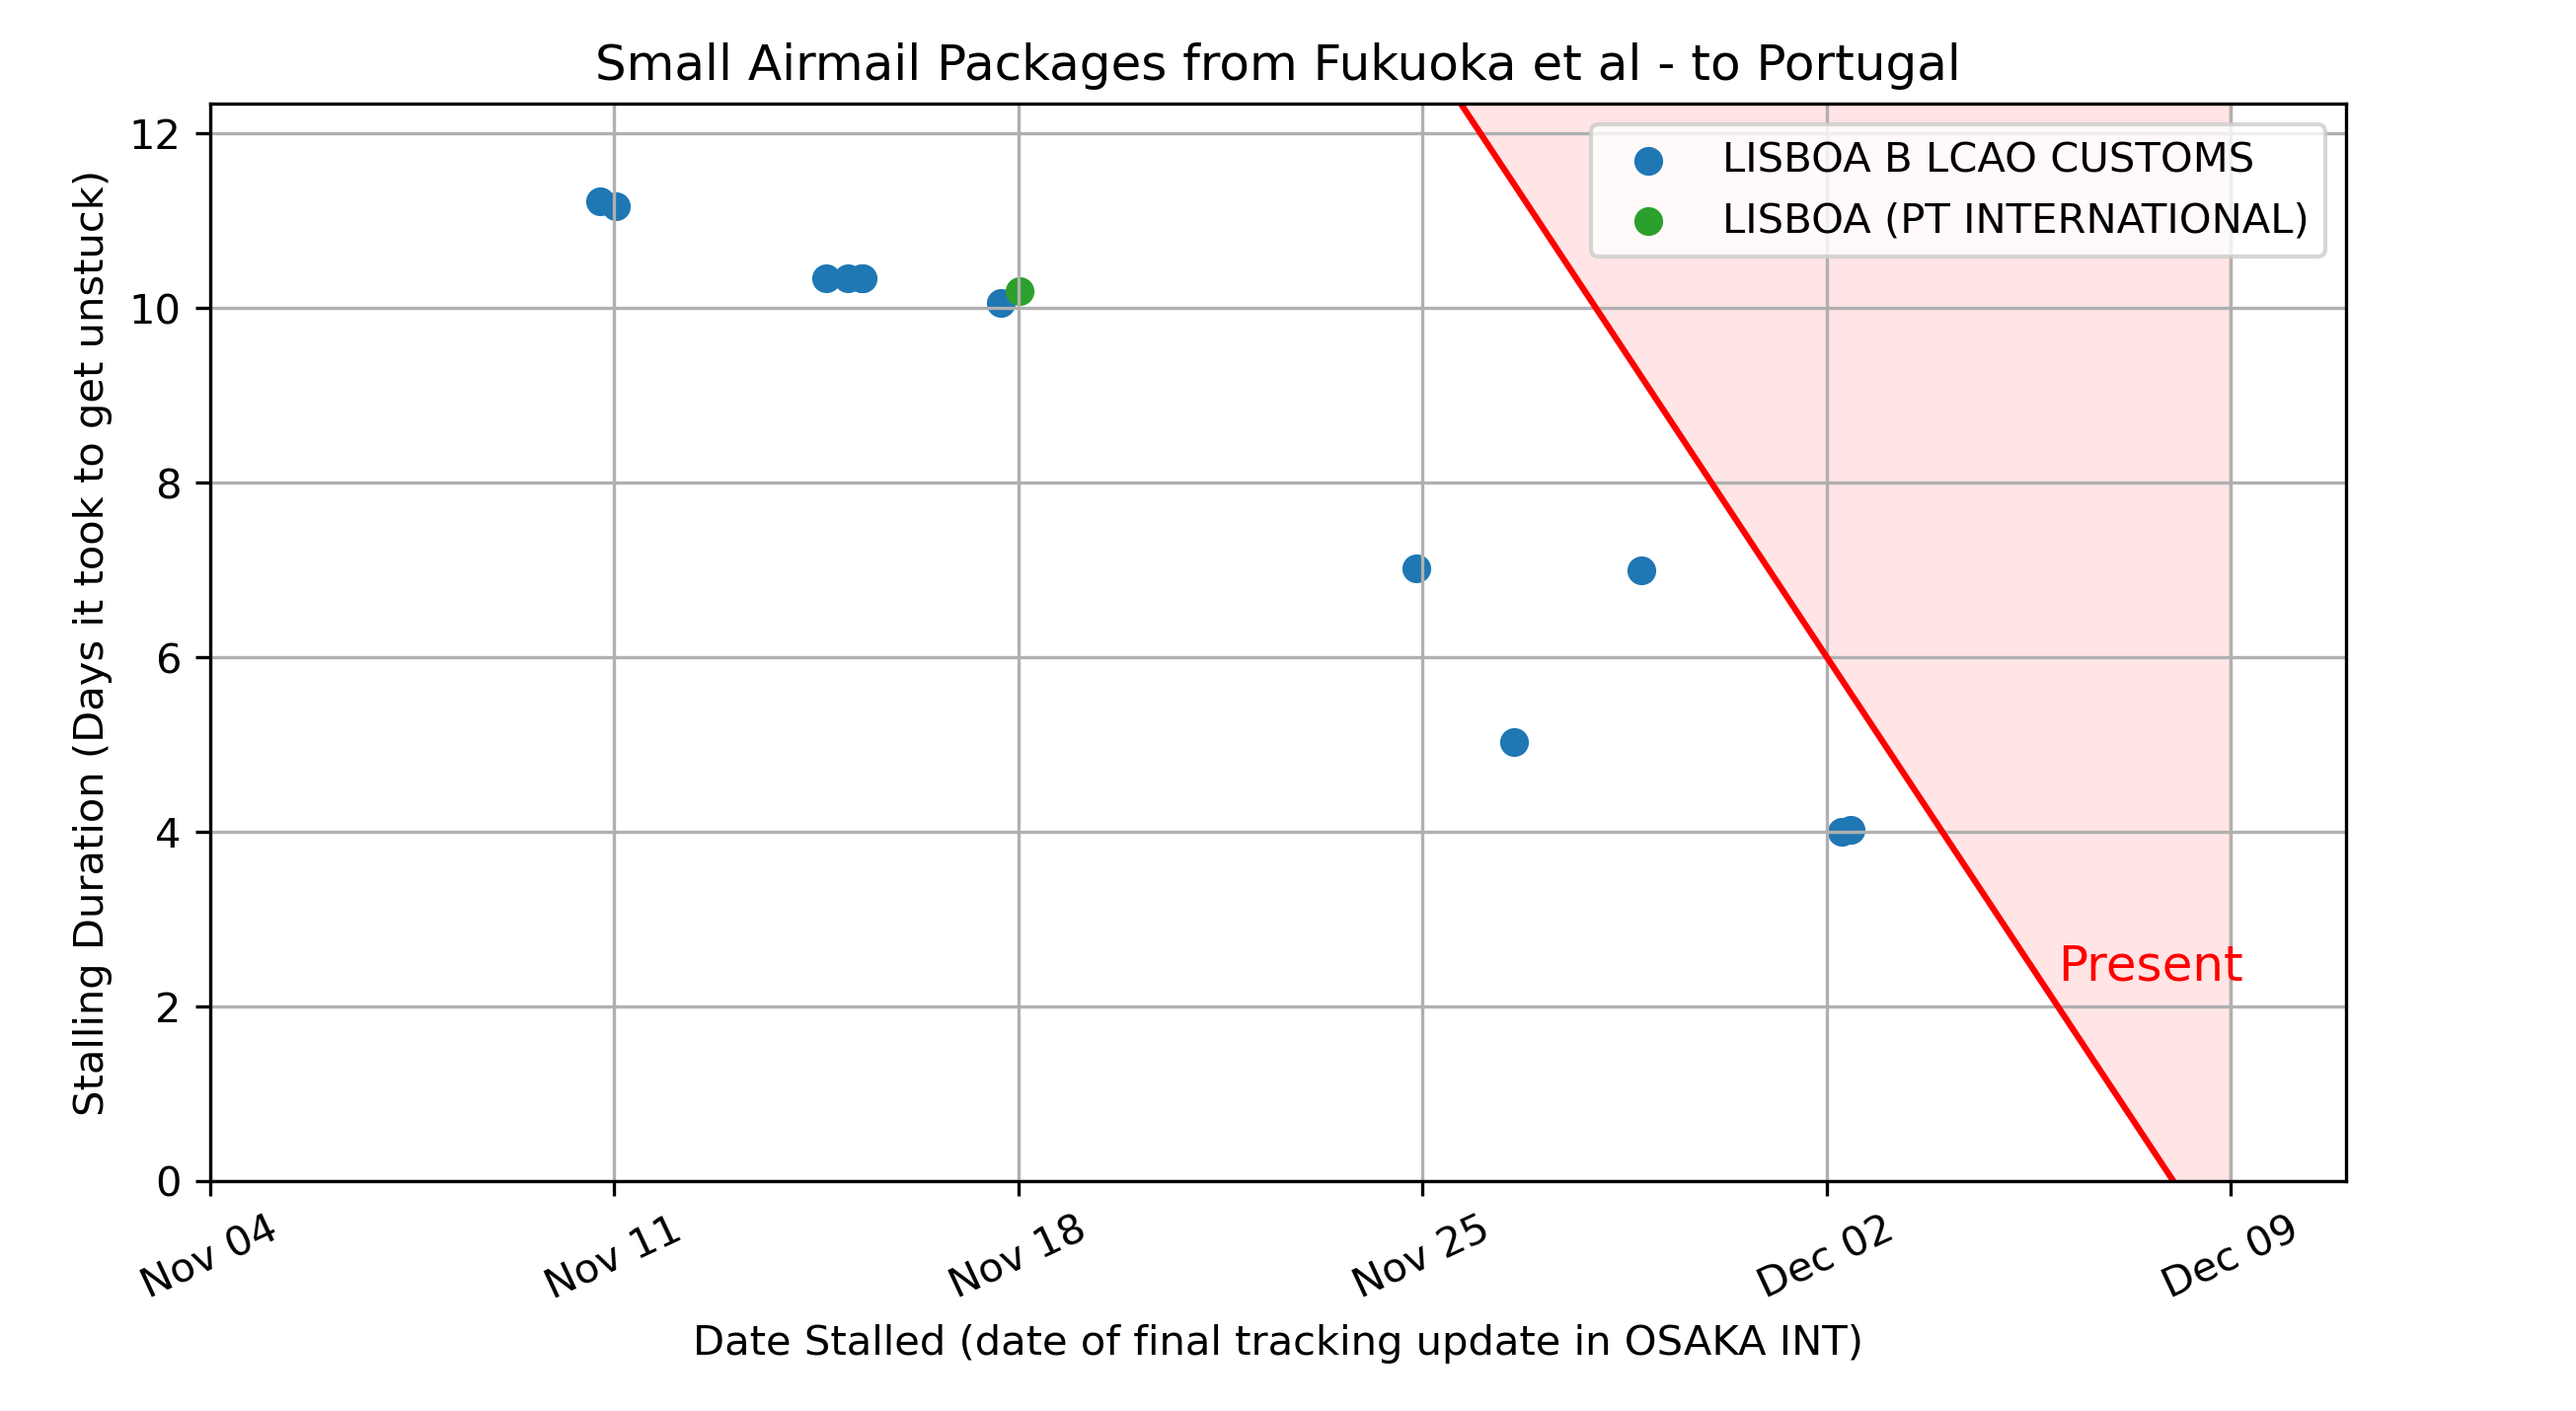 Small Airmail Packages from Fukuoka et al - to Portugal
LISBOA B LCAO CUSTOMS
LISBOA (PT INTERNATIONAL)
Present
Stalling Duration (Days it took to get unstuck)
12
10
8
6
4
2
0
Nov 04
Nov 11
Nov 18
Nov 25
Dec 02
Dec 09
Date Stalled (date of final tracking update in OSAKA INT)